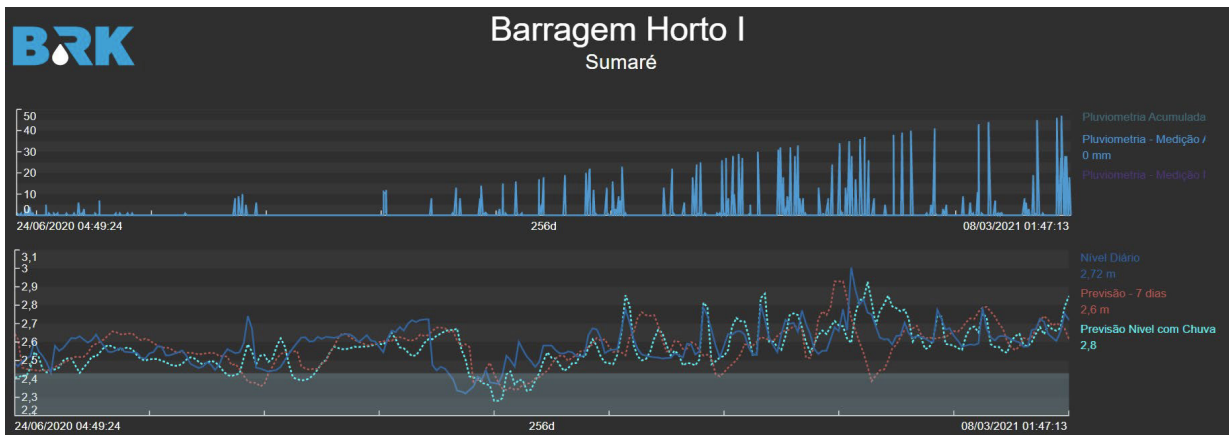 BRK
Barragem Horto I
Sumaré
50
40
30
20
10
0
Pluviometria Acumulada
Pluviometria - Medição
0 mm
Pluviometria - Medição
24/06/2020 04:49:24
256d
08/03/2021 01:47:13
3,1
3
2,9
2,8
2,7
2,6
2,5
2,4
2,3
2,2
Nível Diário
2,72 m
Previsão - 7 dias
2,6 m
Previsão Nivel com Chuva
2,8
24/06/2020 04:49:24
256d
08/03/2021 01:47:13